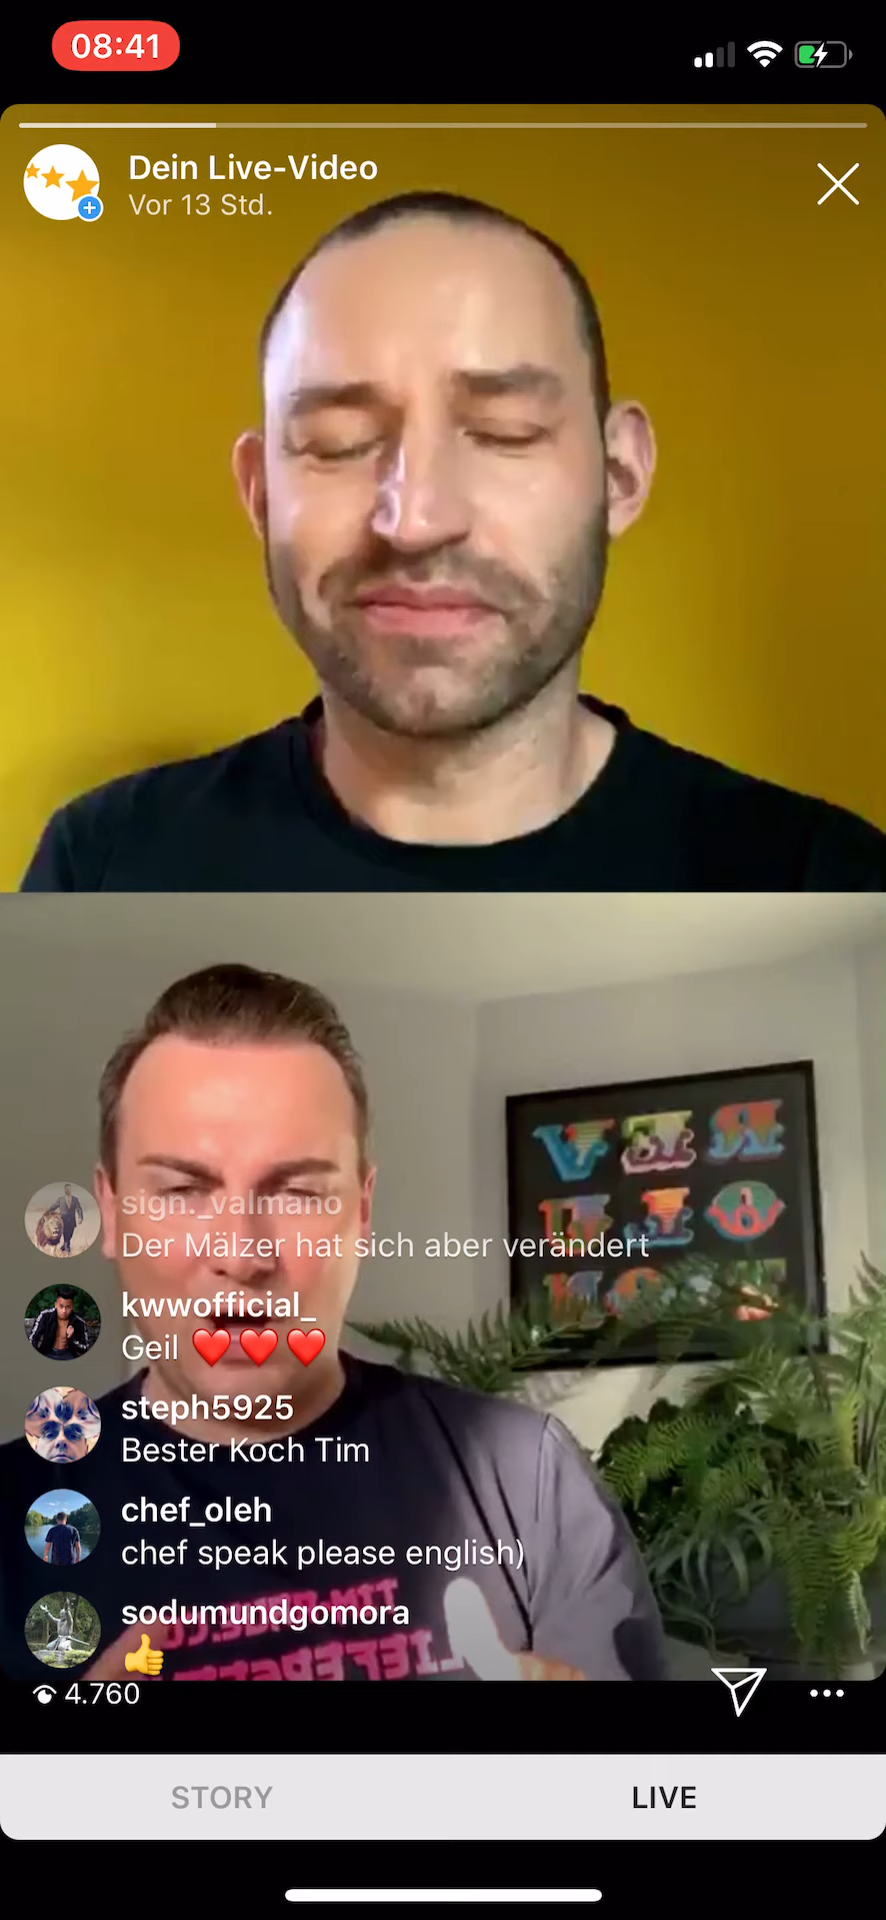 08:41
Dein Live-Video
Vor 13 Std.
sign._valmano
Der Mälzer hat sich aber verändert
kwwofficial_
Geil ❤️❤️❤️
steph5925
Bester Koch Tim
chef_oleh
chef speak please english)
sodumundgomora
👍
4.760
STORY
LIVE